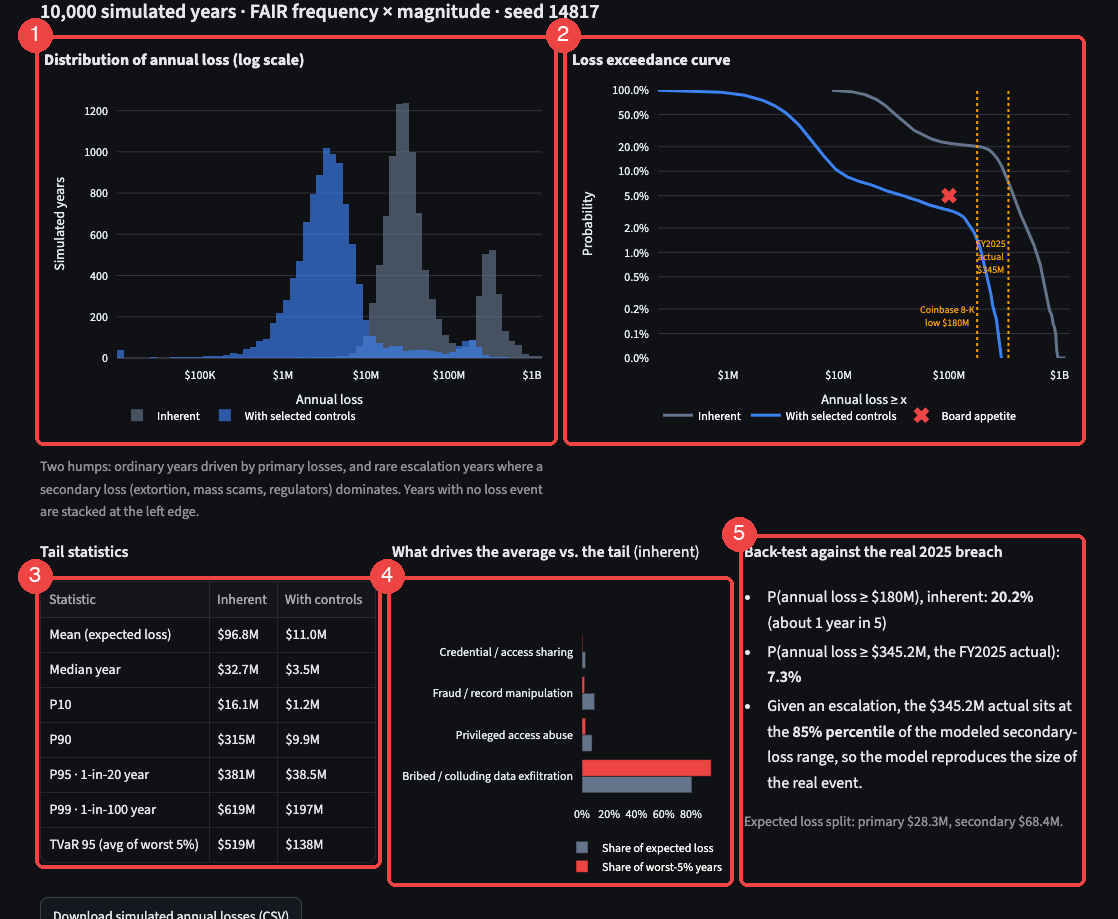 10,000 simulated years · FAIR frequency × magnitude · seed 14817
1
Distribution of annual loss (log scale)
Simulated years
1200
1000
800
600
400
200
0
$100K $1M $10M $100M $1B
Annual loss
Inherent With selected controls
2
Loss exceedance curve
Probability
100.0%
50.0%
20.0%
10.0%
5.0%
2.0%
1.0%
0.5%
0.2%
0.1%
0.0%
FY2025
actual
$345M
Coinbase 8-K
low $180M
$1M $10M $100M $1B
Annual loss ≥ x
Inherent With selected controls Board appetite
Two humps: ordinary years driven by primary losses, and rare escalation years where a
secondary loss (extortion, mass scams, regulators) dominates. Years with no loss event
are stacked at the left edge.
Tail statistics
3
Statistic Inherent With controls
Mean (expected loss) $96.8M $11.0M
Median year $32.7M $3.5M
P10 $16.1M $1.2M
P90 $315M $9.9M
P95 · 1-in-20 year $381M $38.5M
P99 · 1-in-100 year $619M $197M
TVaR 95 (avg of worst 5%) $519M $138M
What drives the average vs. the tail (inherent)
4
Credential / access sharing
Fraud / record manipulation
Privileged access abuse
Bribed / colluding data exfiltration
0% 20% 40% 60% 80%
Share of expected loss
Share of worst-5% years
5
Back-test against the real 2025 breach
• P(annual loss ≥ $180M), inherent: 20.2%
(about 1 year in 5)
• P(annual loss ≥ $345.2M, the FY2025 actual):
7.3%
• Given an escalation, the $345.2M actual sits at
the 85% percentile of the modeled secondary-
loss range, so the model reproduces the size of
the real event.
Expected loss split: primary $28.3M, secondary $68.4M.
Download simulated annual losses (CSV)